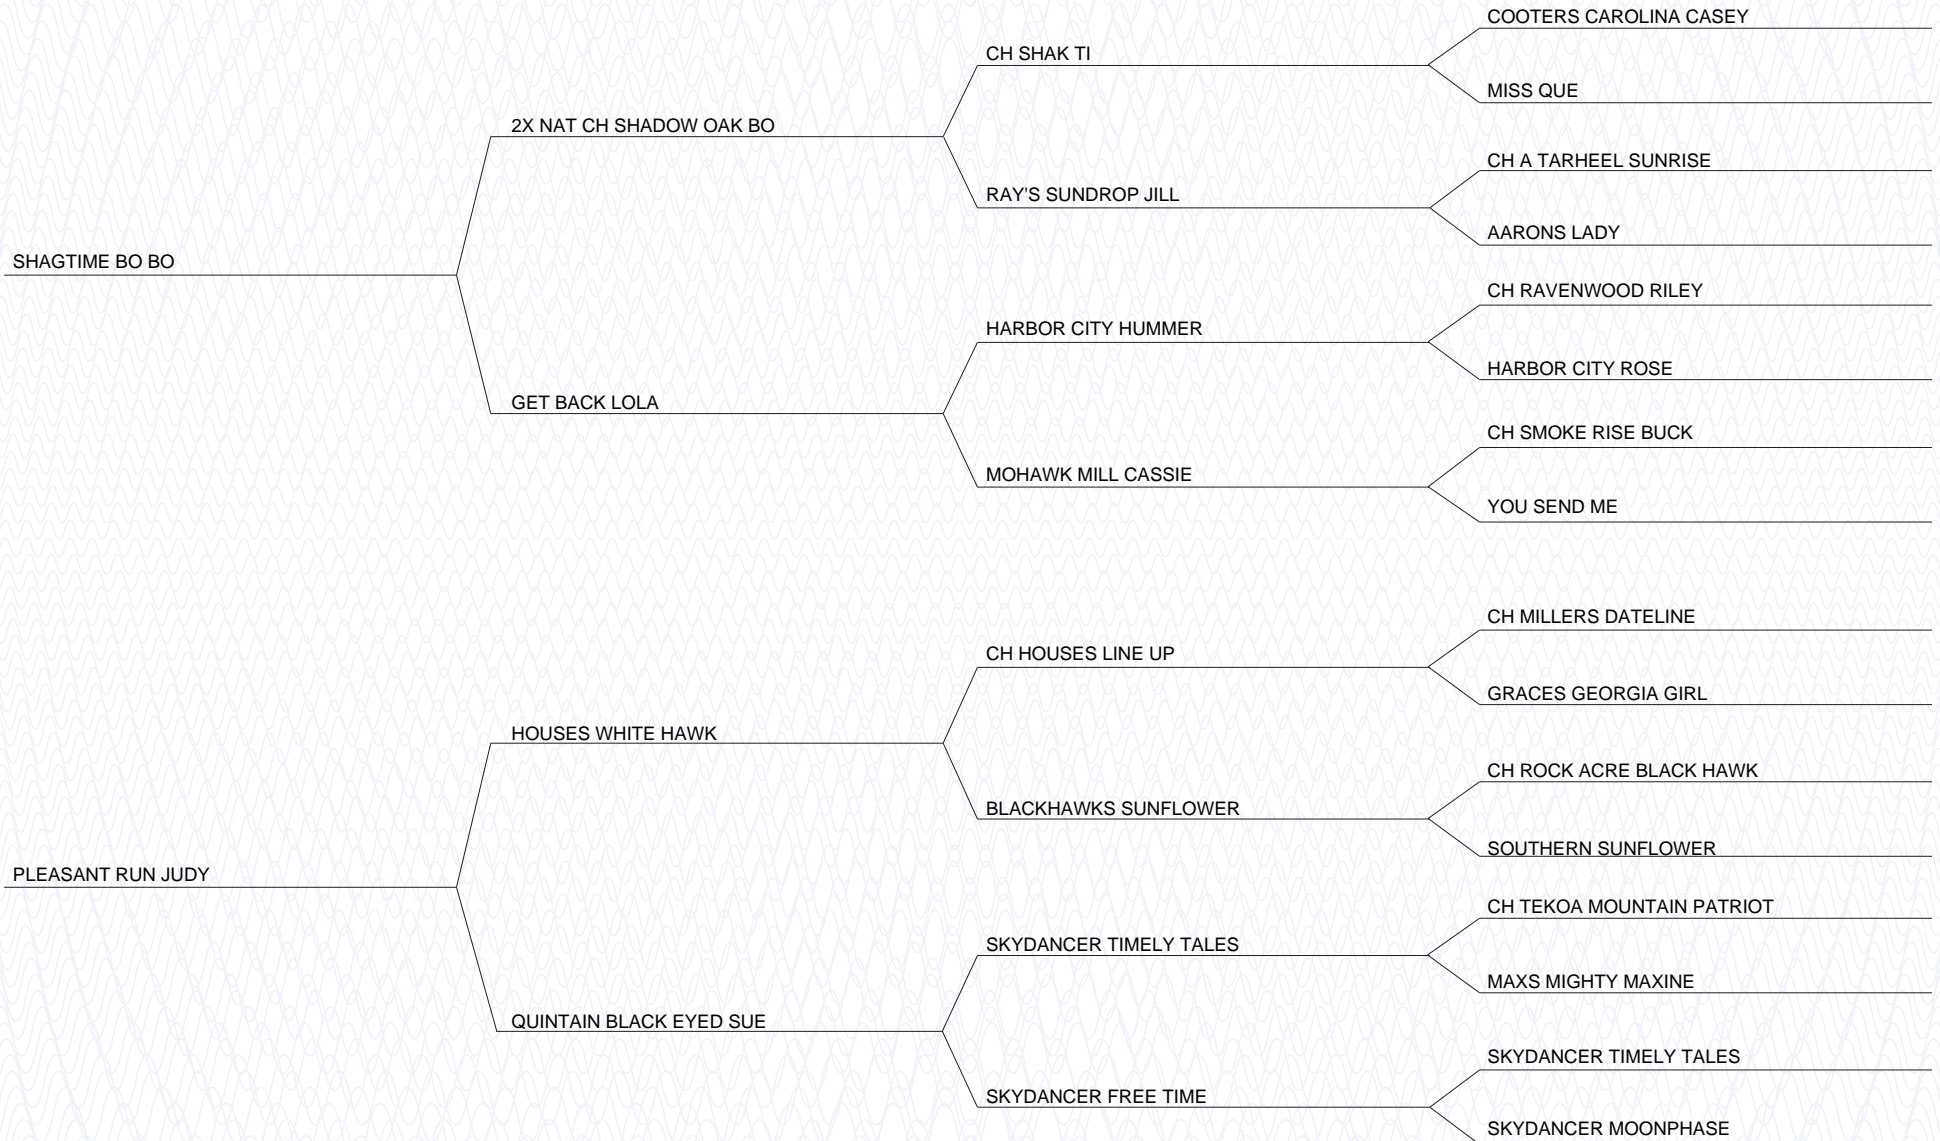 COOTERS CAROLINA CASEY
CH SHAK TI
MISS QUE
2X NAT CH SHADOW OAK BO
CH A TARHEEL SUNRISE
RAY'S SUNDROP JILL
AARONS LADY
SHAGTIME BO BO
CH RAVENWOOD RILEY
HARBOR CITY HUMMER
HARBOR CITY ROSE
GET BACK LOLA
CH SMOKE RISE BUCK
MOHAWK MILL CASSIE
YOU SEND ME
CH MILLERS DATELINE
CH HOUSES LINE UP
GRACES GEORGIA GIRL
HOUSES WHITE HAWK
CH ROCK ACRE BLACK HAWK
BLACKHAWKS SUNFLOWER
SOUTHERN SUNFLOWER
PLEASANT RUN JUDY
CH TEKOA MOUNTAIN PATRIOT
SKYDANCER TIMELY TALES
MAXS MIGHTY MAXINE
QUINTAIN BLACK EYED SUE
SKYDANCER TIMELY TALES
SKYDANCER FREE TIME
SKYDANCER MOONPHASE